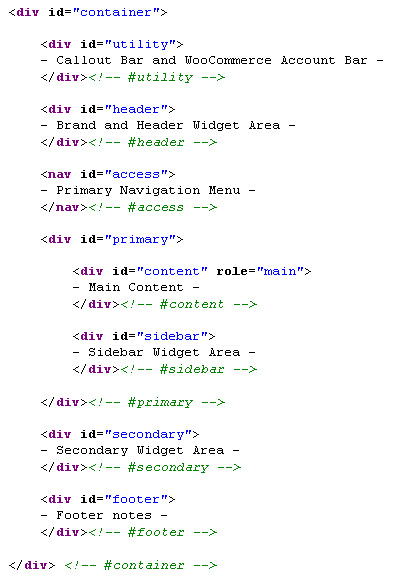 <div id="container">
<div id="utility">
- Callout Bar and WooCommerce Account Bar -
</div><!-- #utility -->
<div id="header">
- Brand and Header Widget Area -
</div><!-- #header -->
<nav id="access">
- Primary Navigation Menu -
</nav><!-- #access -->
<div id="primary">
<div id="content" role="main">
- Main Content -
</div><!-- #content -->
<div id="sidebar">
- Sidebar Widget Area -
</div><!-- #sidebar -->
</div><!-- #primary -->
<div id="secondary">
- Secondary Widget Area -
</div><!-- #secondary -->
<div id="footer">
- Footer notes -
</div><!-- #footer -->
</div> <!-- #container -->